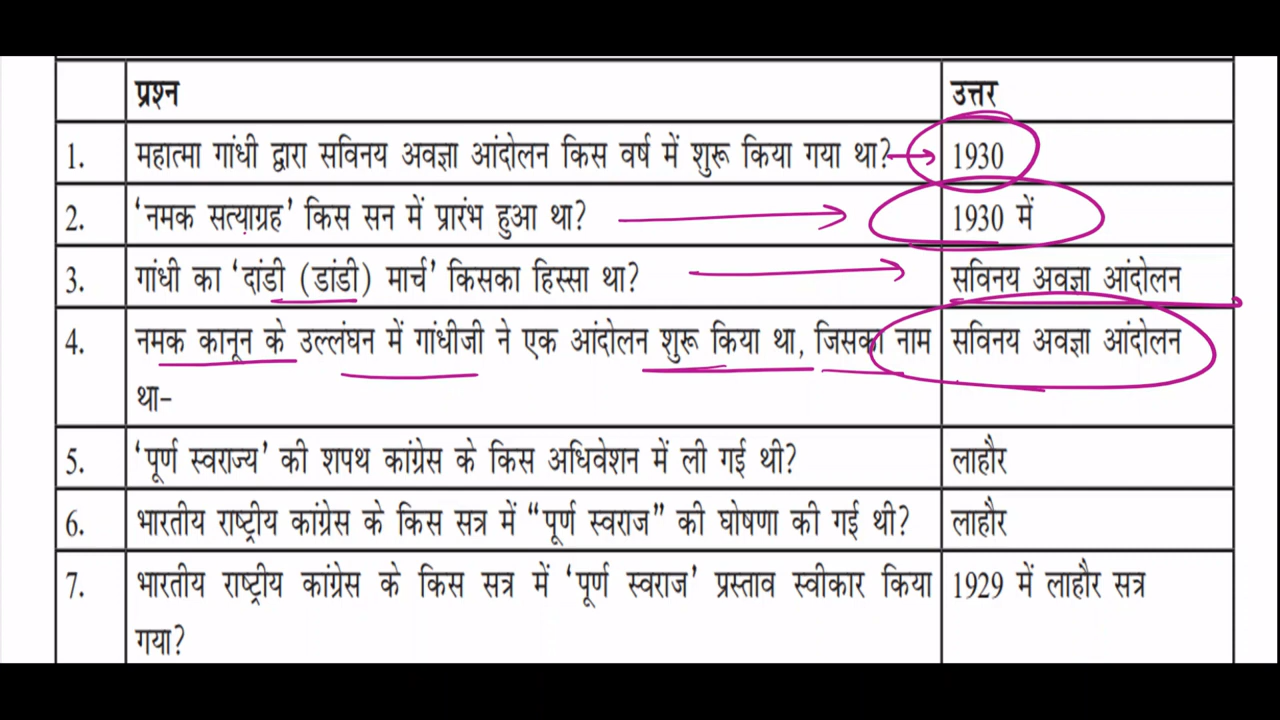 प्रश्न उत्तर
1. महात्मा गांधी द्वारा सविनय अवज्ञा आंदोलन किस वर्ष में शुरू किया गया था? 1930
2. ‘नमक सत्याग्रह’ किस सन में प्रारंभ हुआ था? 1930 में
3. गांधी का ‘दांडी (डांडी) मार्च’ किसका हिस्सा था? सविनय अवज्ञा आंदोलन
4. नमक कानून के उल्लंघन में गांधीजी ने एक आंदोलन शुरू किया था, जिसका नाम सविनय अवज्ञा आंदोलन
था-
5. ‘पूर्ण स्वराज्य’ की शपथ कांग्रेस के किस अधिवेशन में ली गई थी? लाहौर
6. भारतीय राष्ट्रीय कांग्रेस के किस सत्र में “पूर्ण स्वराज” की घोषणा की गई थी? लाहौर
7. भारतीय राष्ट्रीय कांग्रेस के किस सत्र में ‘पूर्ण स्वराज’ प्रस्ताव स्वीकार किया 1929 में लाहौर सत्र
गया?